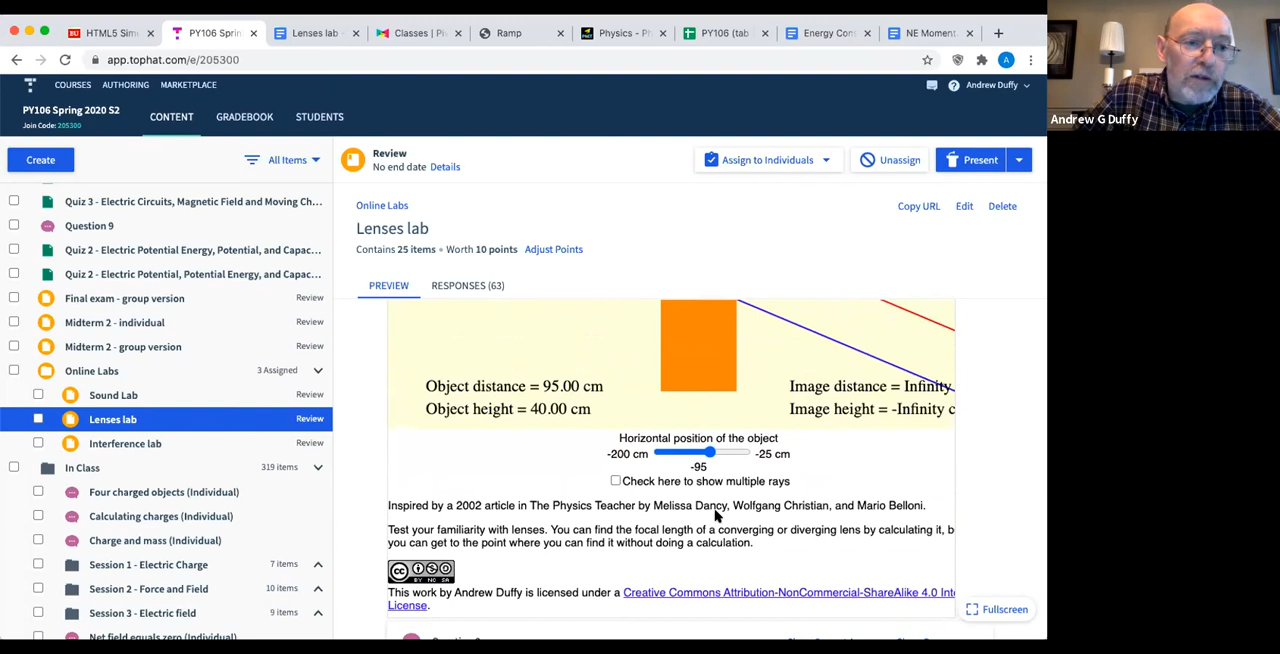 HTML5 Sim
PY106 Sprin
Lenses lab -
Classes | Pi
Ramp
Physics - Ph
PY106 (tab
Energy Con
NE Moment
app.tophat.com/e/205300
A
COURSES
AUTHORING
MARKETPLACE
Andrew Duffy
PY106 Spring 2020 S2
Join Code: 205300
CONTENT
GRADEBOOK
STUDENTS
Andrew G Duffy
Create
All Items
Review
No end date Details
Assign to Individuals
Unassign
Present
Quiz 3 - Electric Circuits, Magnetic Field and Moving Ch...
Question 9
Quiz 2 - Electric Potential Energy, Potential, and Capac...
Quiz 2 - Electric Potential, Potential Energy, and Capac...
Final exam - group version Review
Midterm 2 - individual Review
Midterm 2 - group version Review
Online Labs 3 Assigned
Sound Lab Review
Lenses lab Review
Interference lab Review
In Class 319 items
Four charged objects (Individual)
Calculating charges (Individual)
Charge and mass (Individual)
Session 1 - Electric Charge 7 items
Session 2 - Force and Field 10 items
Session 3 - Electric field 9 items
Net field equals zero (Individual)
Online Labs
Copy URL Edit Delete
Lenses lab
Contains 25 items • Worth 10 points Adjust Points
PREVIEW RESPONSES (63)
Object distance = 95.00 cm
Object height = 40.00 cm
Image distance = Infinity
Image height = -Infinity c
Horizontal position of the object
-200 cm -25 cm
-95
Check here to show multiple rays
Inspired by a 2002 article in The Physics Teacher by Melissa Dancy, Wolfgang Christian, and Mario Belloni.
Test your familiarity with lenses. You can find the focal length of a converging or diverging lens by calculating it, b
you can get to the point where you can find it without doing a calculation.
CC BY NC SA
This work by Andrew Duffy is licensed under a Creative Commons Attribution-NonCommercial-ShareAlike 4.0 Inte
License.
Fullscreen